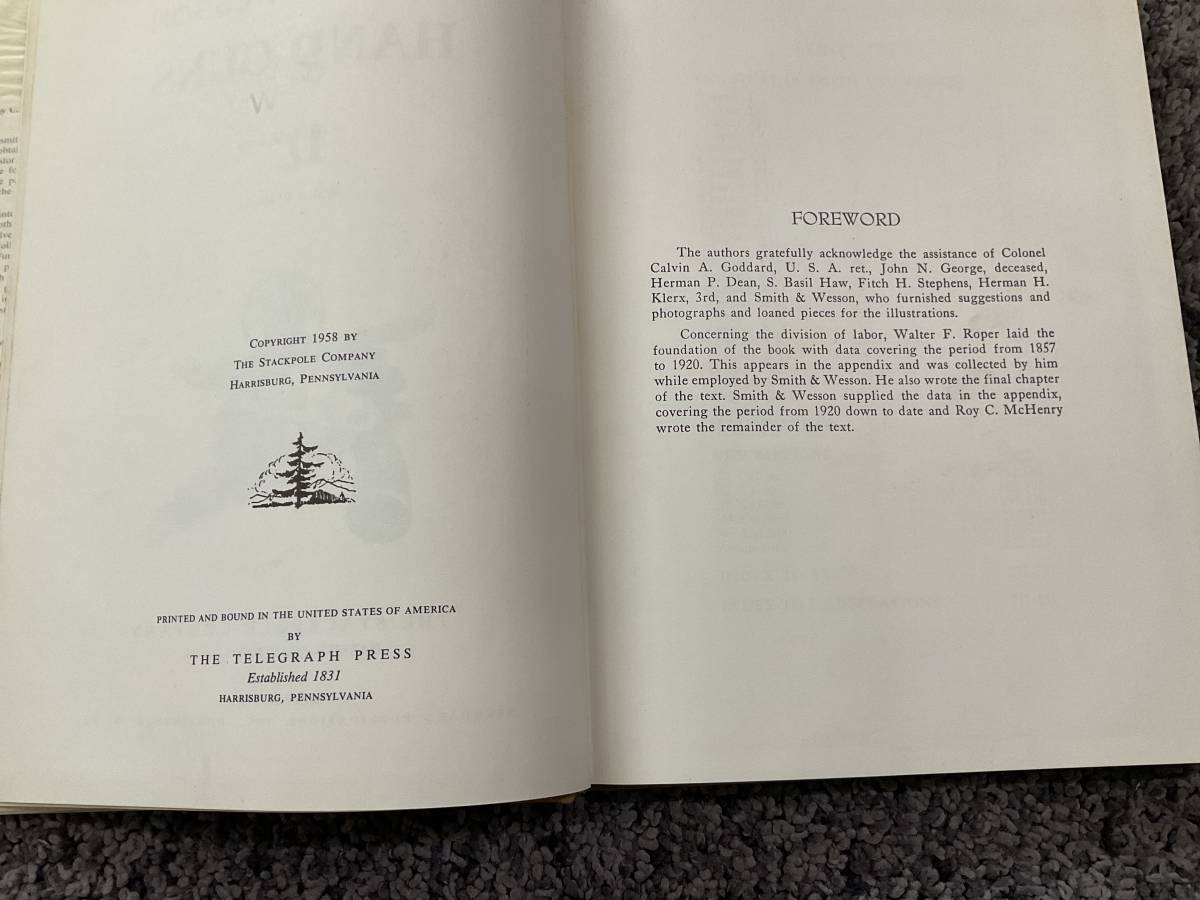 COPYRIGHT 1958 BY
THE STACKPOLE COMPANY
HARRISBURG, PENNSYLVANIA
PRINTED AND BOUND IN THE UNITED STATES OF AMERICA
BY
THE TELEGRAPH PRESS
Established 1831
HARRISBURG, PENNSYLVANIA
FOREWORD
The authors gratefully acknowledge the assistance of Colonel
Calvin A. Goddard, U. S. A. ret., John N. George, deceased,
Herman P. Dean, S. Basil Haw, Fitch H. Stephens, Herman H.
Klerx, 3rd, and Smith & Wesson, who furnished suggestions and
photographs and loaned pieces for the illustrations.
Concerning the division of labor, Walter F. Roper laid the
foundation of the book with data covering the period from 1857
to 1920. This appears in the appendix and was collected by him
while employed by Smith & Wesson. He also wrote the final chapter
of the text. Smith & Wesson supplied the data in the appendix,
covering the period from 1920 down to date and Roy C. McHenry
wrote the remainder of the text.